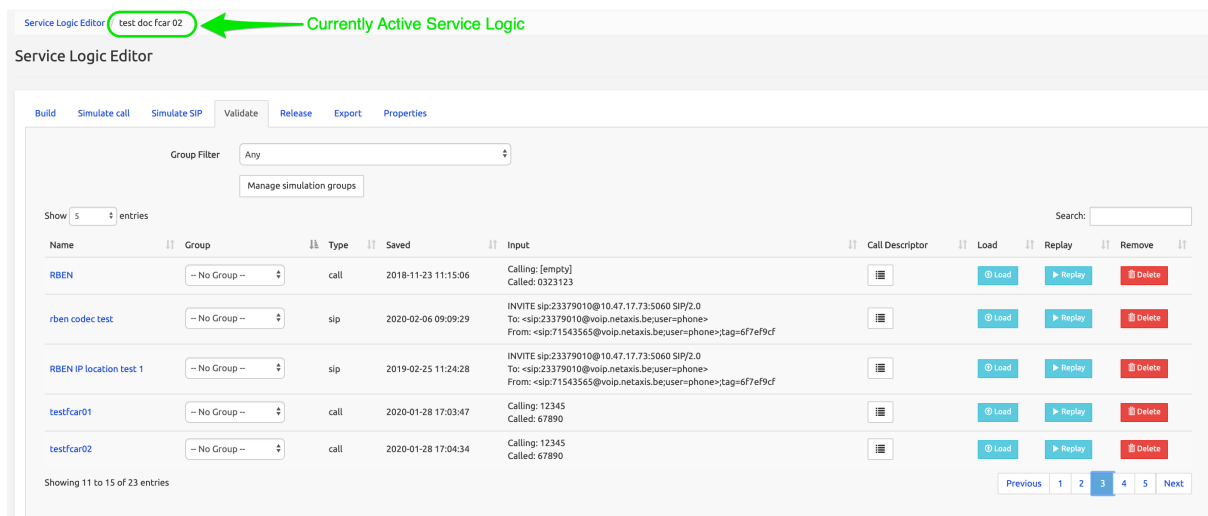 Service Logic Editor / test doc fcar 02 Currently Active Service Logic
Service Logic Editor
Build Simulate call Simulate SIP Validate Release Export Properties
Group Filter Any
Manage simulation groups
Show 5 entries Search:
Name Group Type Saved Input Call Descriptor Load Replay Remove
RBEN -- No Group -- call 2018-11-23 11:15:06 Calling: [empty]
Called: 0323123 Load Replay Delete
rben codec test -- No Group -- sip 2020-02-06 09:09:29 INVITE sip:23379010@10.47.17.73:5060 SIP/2.0
To: <sip:23379010@voip.netaxis.be;user=phone>
From: <sip:71543565@voip.netaxis.be;user=phone>;tag=6f7ef9cf Load Replay Delete
RBEN IP location test 1 -- No Group -- sip 2019-02-25 11:24:28 INVITE sip:23379010@10.47.17.73:5060 SIP/2.0
To: <sip:23379010@voip.netaxis.be;user=phone>
From: <sip:71543565@voip.netaxis.be;user=phone>;tag=6f7ef9cf Load Replay Delete
testfcar01 -- No Group -- call 2020-01-28 17:03:47 Calling: 12345
Called: 67890 Load Replay Delete
testfcar02 -- No Group -- call 2020-01-28 17:04:34 Calling: 12345
Called: 67890 Load Replay Delete
Showing 11 to 15 of 23 entries Previous 1 2 3 4 5 Next